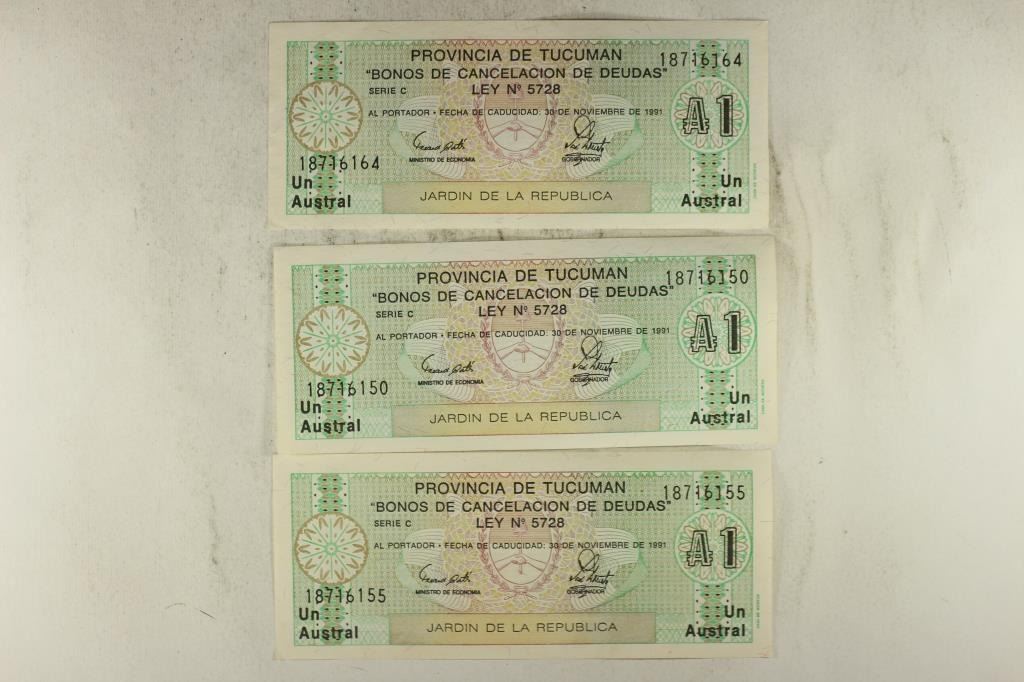 PROVINCIA DE TUCUMAN 18716164
"BONOS DE CANCELACION DE DEUDAS"
SERIE C LEY Nº 5728
AL PORTADOR • FECHA DE CADUCIDAD: 30 DE NOVIEMBRE DE 1991
₳1
MINISTRO DE ECONOMIA GOBERNADOR
18716164
Un Un
Austral JARDIN DE LA REPUBLICA Austral
PROVINCIA DE TUCUMAN 18716150
"BONOS DE CANCELACION DE DEUDAS"
SERIE C LEY Nº 5728
AL PORTADOR • FECHA DE CADUCIDAD: 30 DE NOVIEMBRE DE 1991
₳1
MINISTRO DE ECONOMIA GOBERNADOR
18716150
Un Un
Austral JARDIN DE LA REPUBLICA Austral
PROVINCIA DE TUCUMAN 18716155
"BONOS DE CANCELACION DE DEUDAS"
SERIE C LEY Nº 5728
AL PORTADOR • FECHA DE CADUCIDAD: 30 DE NOVIEMBRE DE 1991
₳1
MINISTRO DE ECONOMIA GOBERNADOR
18716155
Un Un
Austral JARDIN DE LA REPUBLICA Austral